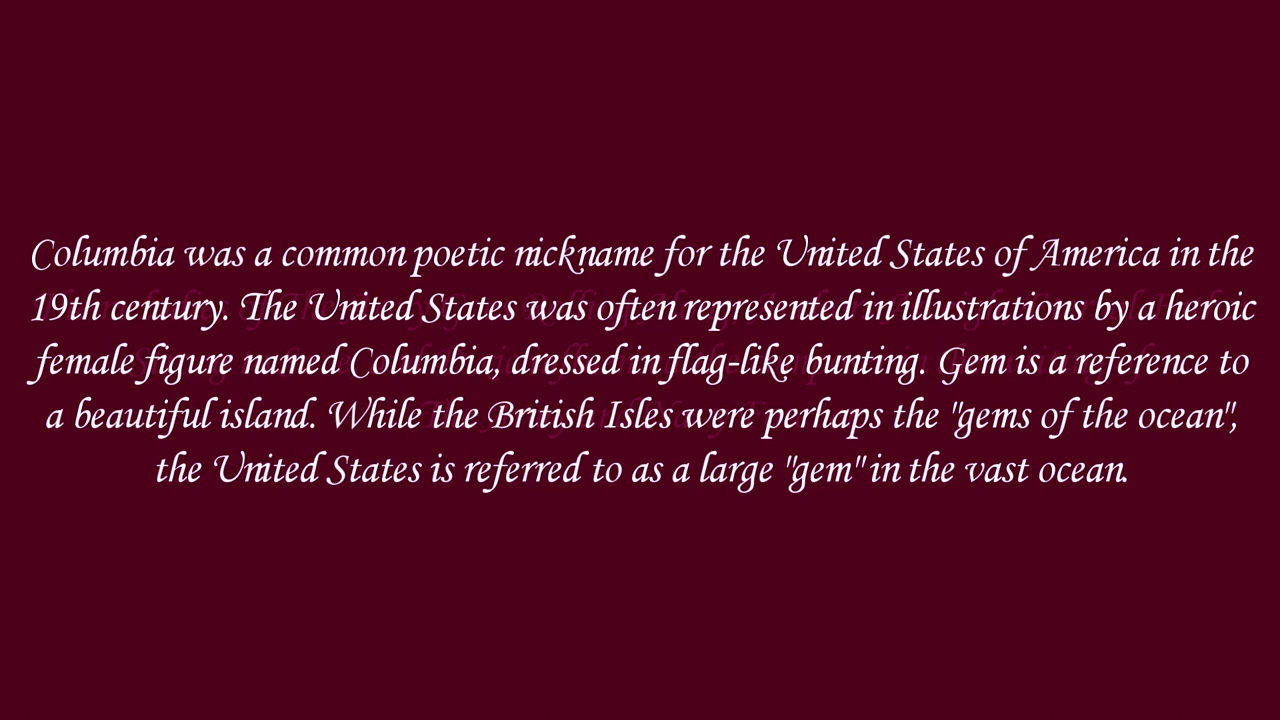 Columbia was a common poetic nickname for the United States of America in the
19th century. The United States was often represented in illustrations by a heroic
female figure named Columbia, dressed in flag-like bunting. Gem is a reference to
a beautiful island. While the British Isles were perhaps the "gems of the ocean",
the United States is referred to as a large "gem" in the vast ocean.